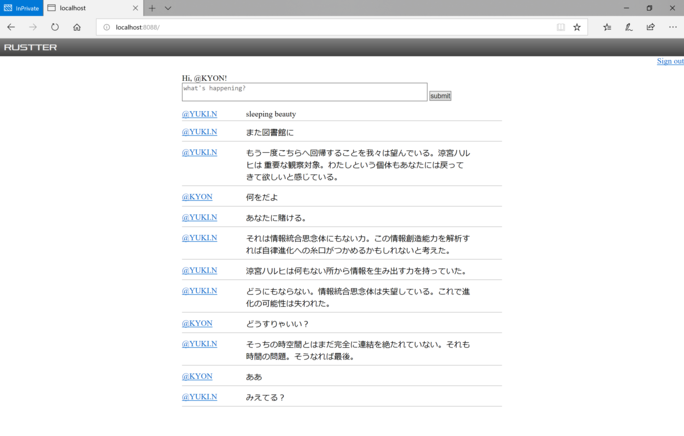 InPrivate
localhost
localhost:8088/
RUSTTER
Sign out
Hi, @KYON!
what's happening?
submit
@YUKI.N sleeping beauty
@YUKI.N また図書館に
@YUKI.N もう一度こちらへ回帰することを我々は望んでいる。涼宮ハル
ヒは 重要な観察対象。わたしという個体もあなたには戻って
きて欲しいと感じている。
@KYON 何をだよ
@YUKI.N あなたに賭ける。
@YUKI.N それは情報統合思念体にもない力。この情報創造能力を解析す
れば自律進化への糸口がつかめるかもしれないと考えた。
@YUKI.N 涼宮ハルヒは何もない所から情報を生み出す力を持っていた。
@YUKI.N どうにもならない。情報統合思念体は失望している。これで進
化の可能性は失われた。
@KYON どうすりゃいい？
@YUKI.N そっちの時空間とはまだ完全に連結を絶たれていない。それも
時間の問題。そうなれば最後。
@KYON ああ
@YUKI.N みえてる？